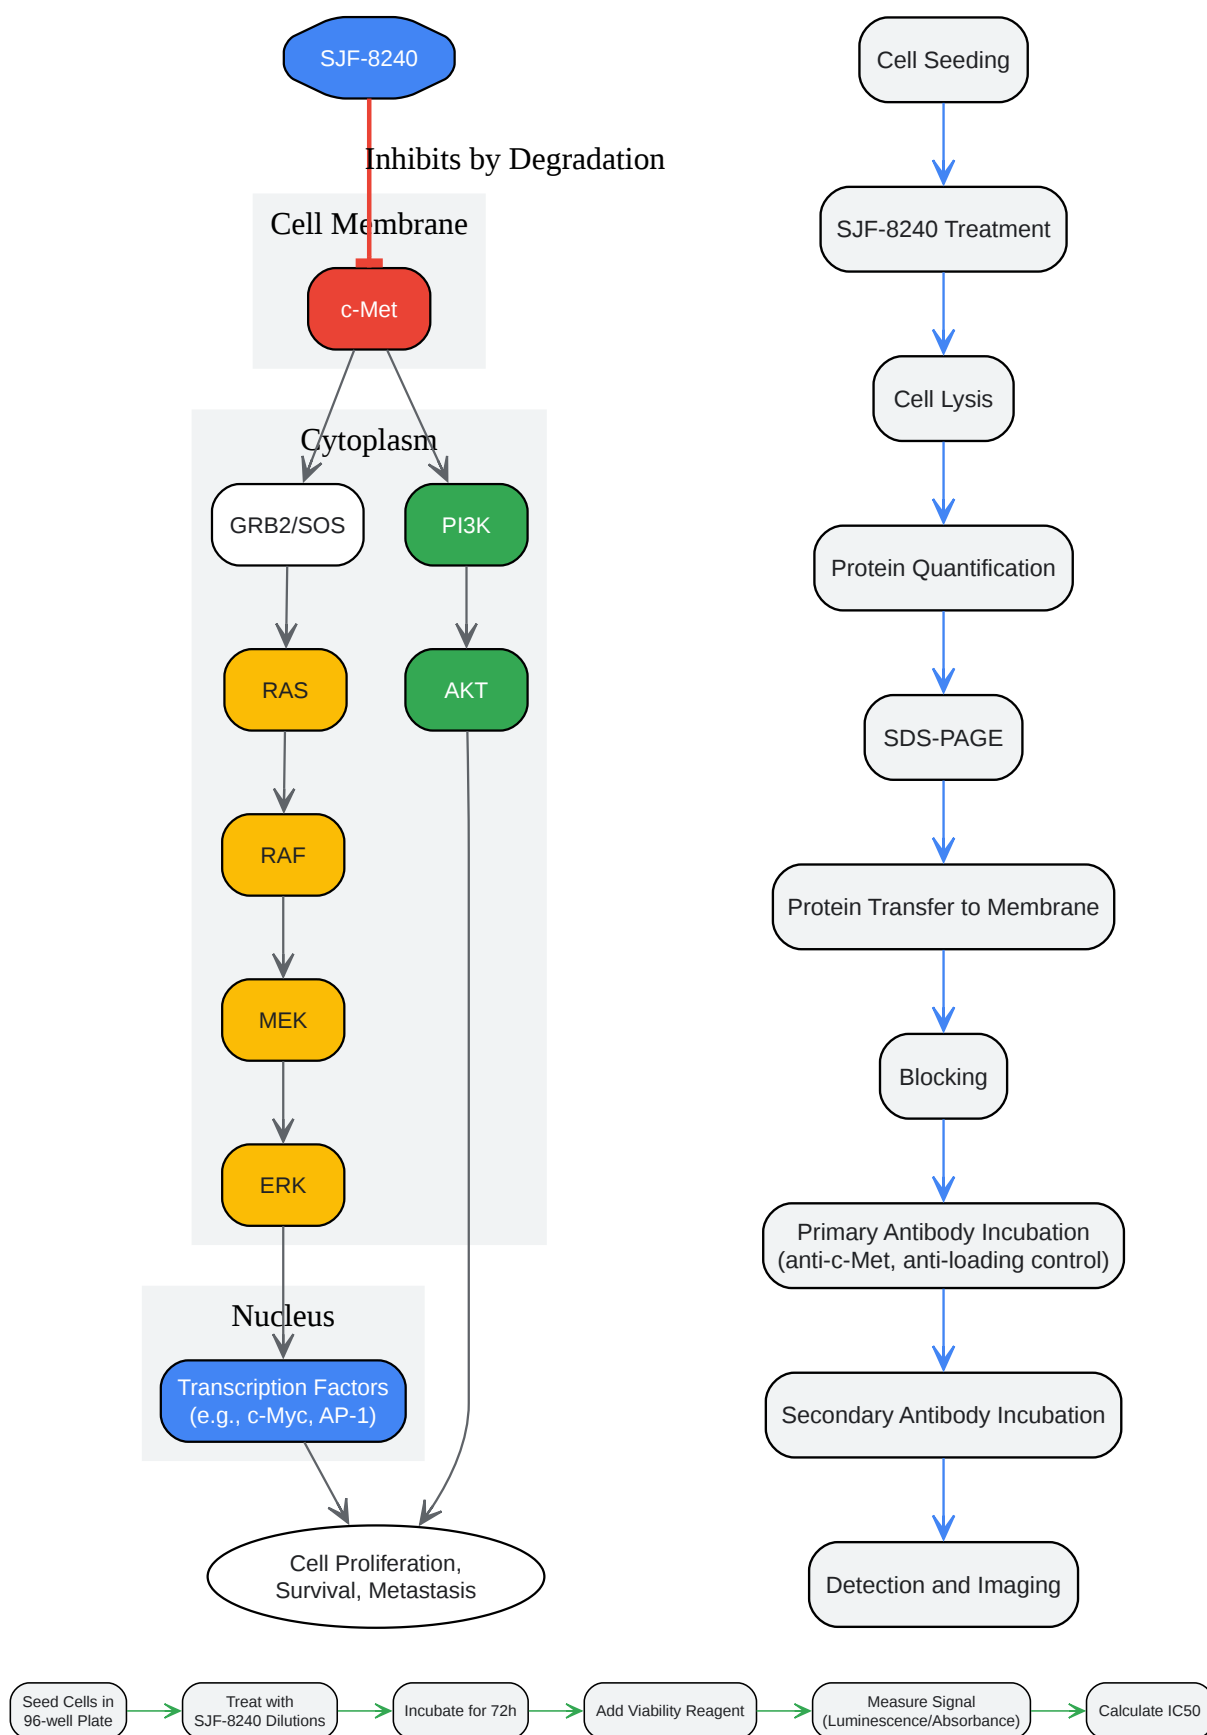 SJF-8240
Inhibits by Degradation
Cell Membrane
c-Met
Cytoplasm
GRB2/SOS
PI3K
RAS
AKT
RAF
MEK
ERK
Nucleus
Transcription Factors
(e.g., c-Myc, AP-1)
Cell Proliferation,
Survival, Metastasis
Cell Seeding
SJF-8240 Treatment
Cell Lysis
Protein Quantification
SDS-PAGE
Protein Transfer to Membrane
Blocking
Primary Antibody Incubation
(anti-c-Met, anti-loading control)
Secondary Antibody Incubation
Detection and Imaging
Seed Cells in
96-well Plate
Treat with
SJF-8240 Dilutions
Incubate for 72h
Add Viability Reagent
Measure Signal
(Luminescence/Absorbance)
Calculate IC50